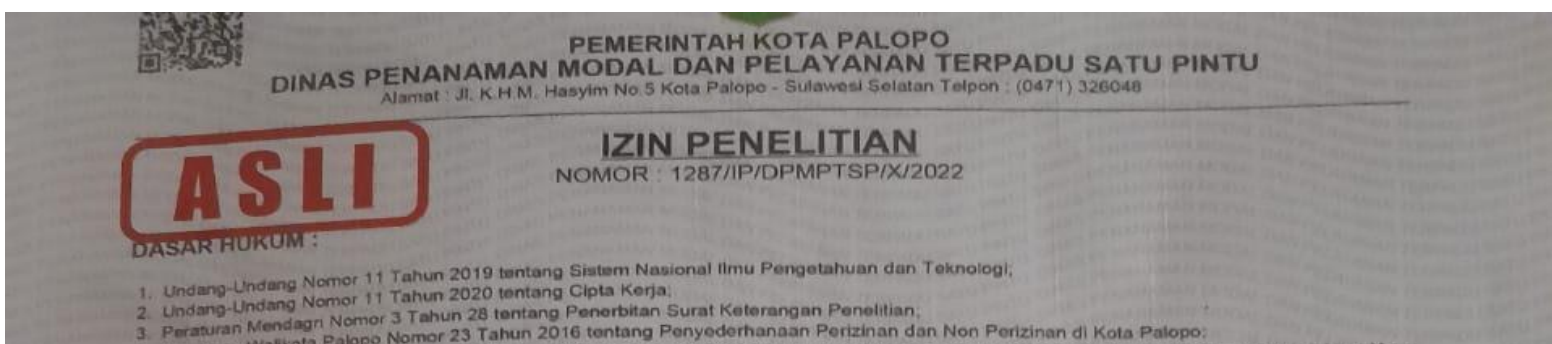 PEMERINTAH KOTA PALOPO
DINAS PENANAMAN MODAL DAN PELAYANAN TERPADU SATU PINTU
Alamat : Jl. K.H.M. Hasyim No.5 Kota Palopo - Sulawesi Selatan Telpon : (0471) 326048
ASLI
IZIN PENELITIAN
NOMOR : 1287/IP/DPMPTSP/X/2022
DASAR HUKUM :
1. Undang-Undang Nomor 11 Tahun 2019 tentang Sistem Nasional Ilmu Pengetahuan dan Teknologi;
2. Undang-Undang Nomor 11 Tahun 2020 tentang Cipta Kerja;
3. Peraturan Mendagri Nomor 3 Tahun 28 tentang Penerbitan Surat Keterangan Penelitian;
Walikota Palopo Nomor 23 Tahun 2016 tentang Penyederhanaan Perizinan dan Non Perizinan di Kota Palopo;